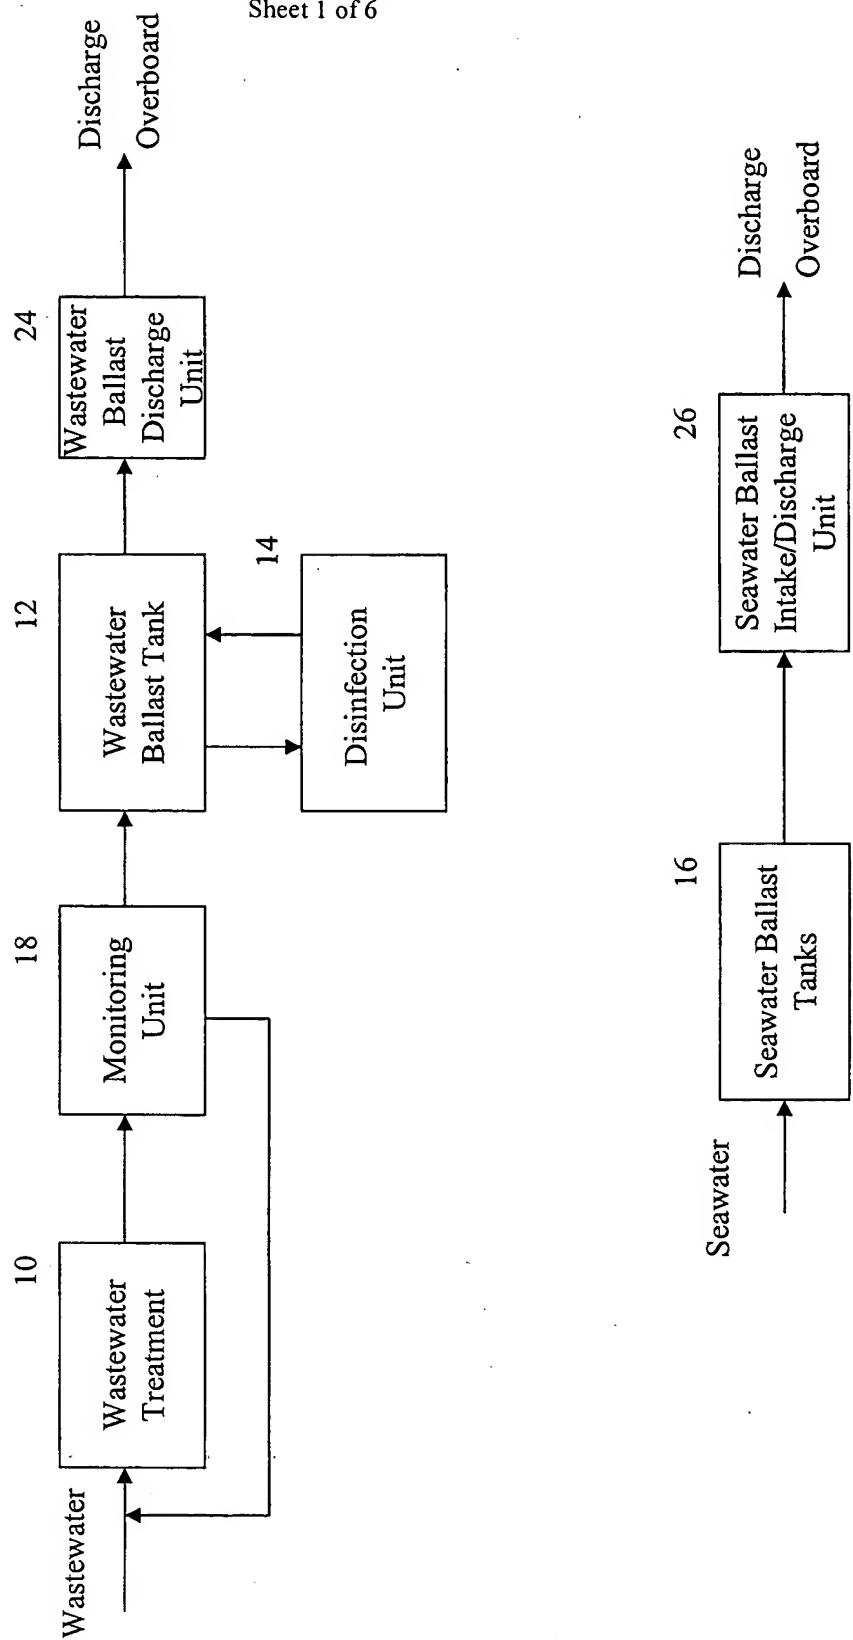 Sheet 1 of 6
Wastewater
10
Wastewater
Treatment
18
Monitoring
Unit
12
Wastewater
Ballast Tank
14
Disinfection
Unit
24
Wastewater
Ballast
Discharge
Unit
Discharge
Overboard
Seawater
16
Seawater Ballast
Tanks
26
Seawater Ballast
Intake/Discharge
Unit
Discharge
Overboard